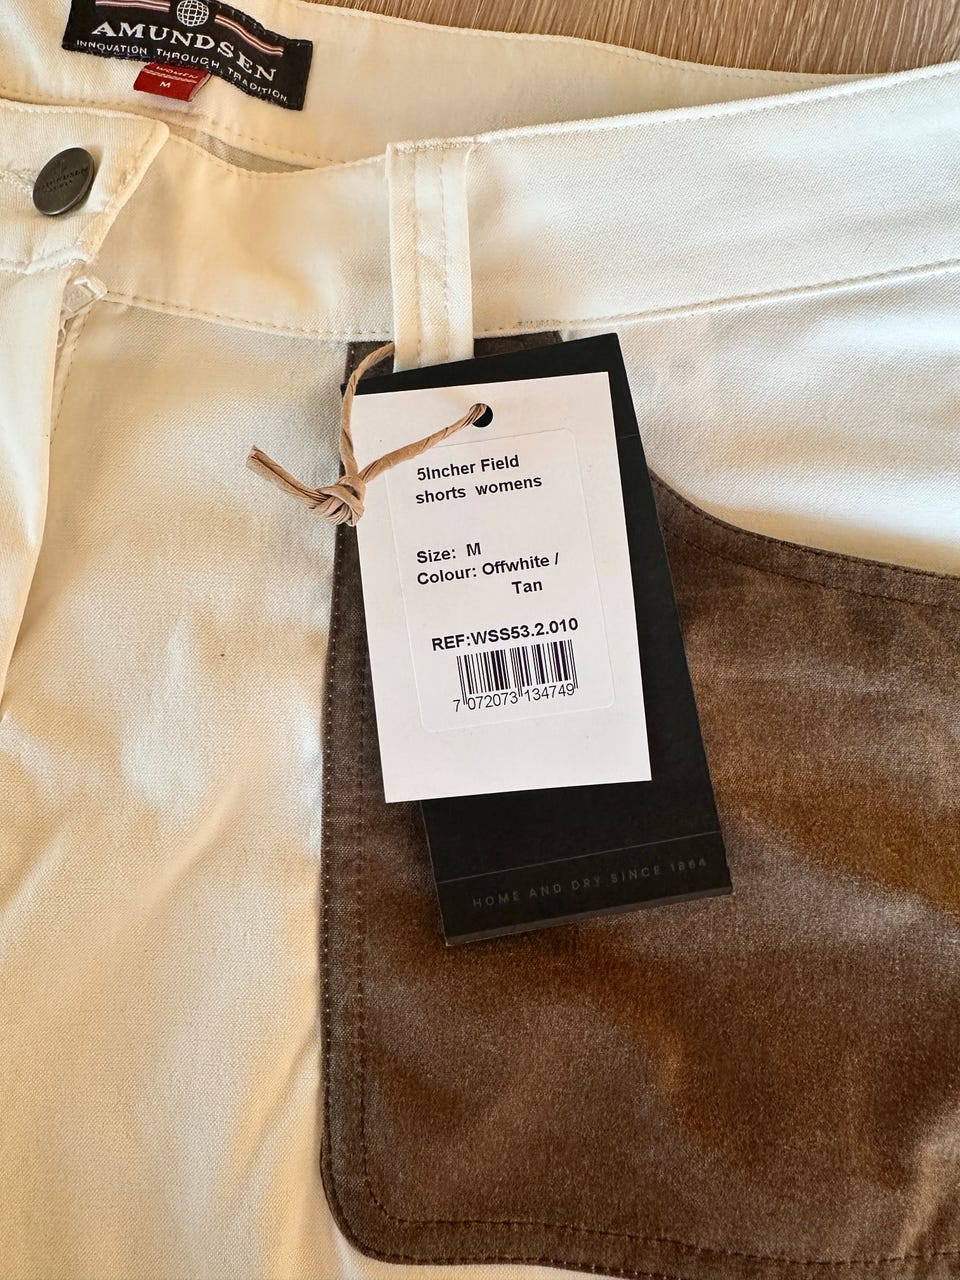 AMUNDSEN
INNOVATION THROUGH TRADITION
WOMEN
M
5Incher Field
shorts womens
Size: M
Colour: Offwhite /
Tan
REF:WSS53.2.010
7 072073 134749
HOME AND DRY SINCE 1864